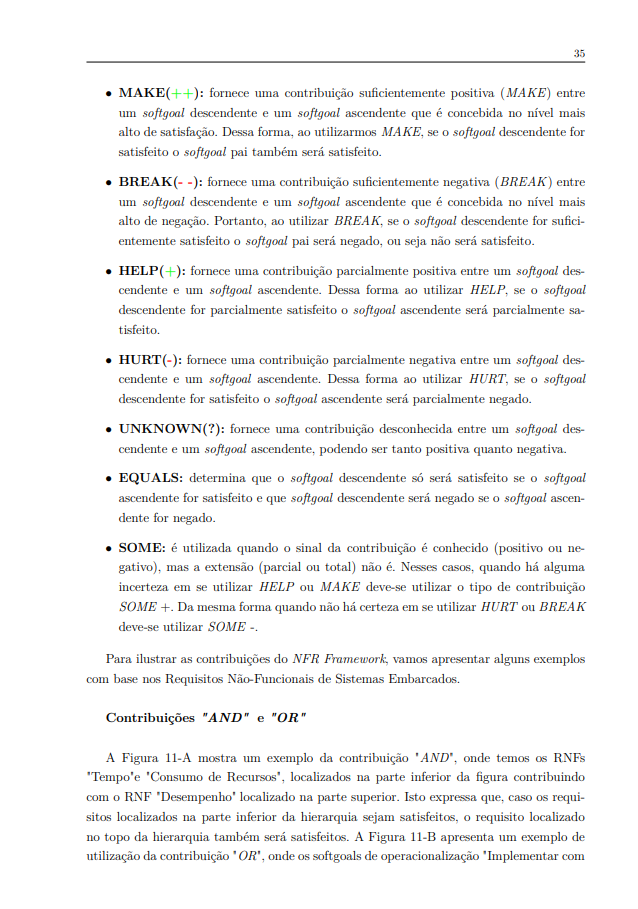 35
• MAKE(++): fornece uma contribuição suficientemente positiva (MAKE) entre
um softgoal descendente e um softgoal ascendente que é concebida no nível mais
alto de satisfação. Dessa forma, ao utilizarmos MAKE, se o softgoal descendente for
satisfeito o softgoal pai também será satisfeito.
• BREAK(- -): fornece uma contribuição suficientemente negativa (BREAK) entre
um softgoal descendente e um softgoal ascendente que é concebida no nível mais
alto de negação. Portanto, ao utilizar BREAK, se o softgoal descendente for sufici-
entemente satisfeito o softgoal pai será negado, ou seja não será satisfeito.
• HELP(+): fornece uma contribuição parcialmente positiva entre um softgoal des-
cendente e um softgoal ascendente. Dessa forma ao utilizar HELP, se o softgoal
descendente for parcialmente satisfeito o softgoal ascendente será parcialmente sa-
tisfeito.
• HURT(-): fornece uma contribuição parcialmente negativa entre um softgoal des-
cendente e um softgoal ascendente. Dessa forma ao utilizar HURT, se o softgoal
descendente for satisfeito o softgoal ascendente será parcialmente negado.
• UNKNOWN(?): fornece uma contribuição desconhecida entre um softgoal des-
cendente e um softgoal ascendente, podendo ser tanto positiva quanto negativa.
• EQUALS: determina que o softgoal descendente só será satisfeito se o softgoal
ascendente for satisfeito e que softgoal descendente será negado se o softgoal ascen-
dente for negado.
• SOME: é utilizada quando o sinal da contribuição é conhecido (positivo ou ne-
gativo), mas a extensão (parcial ou total) não é. Nesses casos, quando há alguma
incerteza em se utilizar HELP ou MAKE deve-se utilizar o tipo de contribuição
SOME +. Da mesma forma quando não há certeza em se utilizar HURT ou BREAK
deve-se utilizar SOME -.
Para ilustrar as contribuições do NFR Framework, vamos apresentar alguns exemplos
com base nos Requisitos Não-Funcionais de Sistemas Embarcados.
Contribuições "AND" e "OR"
A Figura 11-A mostra um exemplo da contribuição "AND", onde temos os RNFs
"Tempo"e "Consumo de Recursos", localizados na parte inferior da figura contribuindo
com o RNF "Desempenho" localizado na parte superior. Isto expressa que, caso os requi-
sitos localizados na parte inferior da hierarquia sejam satisfeitos, o requisito localizado
no topo da hierarquia também será satisfeitos. A Figura 11-B apresenta um exemplo de
utilização da contribuição "OR", onde os softgoals de operacionalização "Implementar com